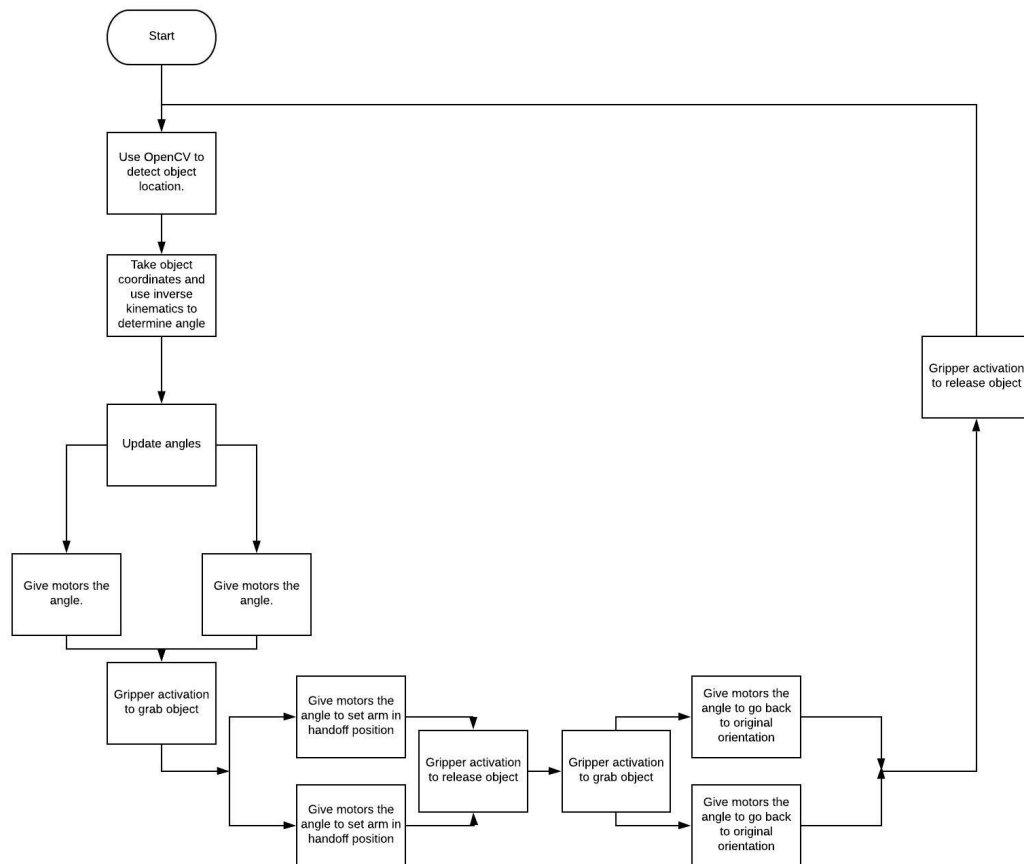 Start
Use OpenCV to
detect object
location.
Take object
coordinates and
use inverse
kinematics to
determine angle
Update angles
Give motors the
angle.
Give motors the
angle.
Gripper activation
to grab object
Give motors the
angle to set arm in
handoff position
Give motors the
angle to set arm in
handoff position
Gripper activation
to release object
Gripper activation
to grab object
Give motors the
angle to go back
to original
orientation
Give motors the
angle to go back
to original
orientation
Gripper activation
to release object